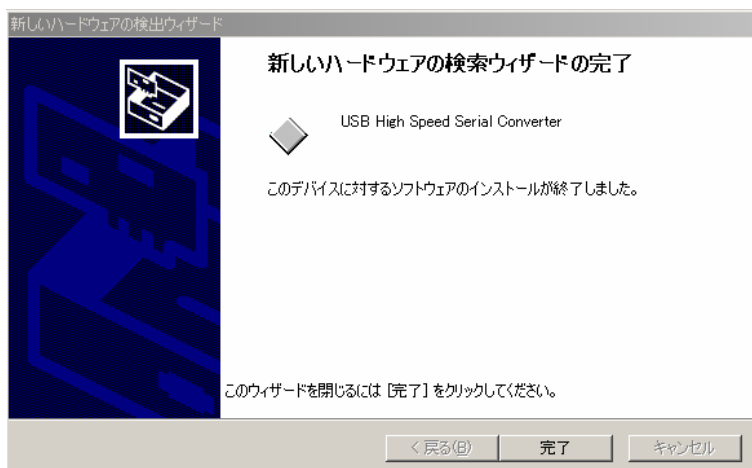 新しいハードウェアの検出ウィザード
新しいハードウェアの検索ウィザードの完了
USB High Speed Serial Converter
このデバイスに対するソフトウェアのインストールが終了しました。
このウィザードを閉じるには [完了] をクリックしてください。
< 戻る(B)
完了
キャンセル